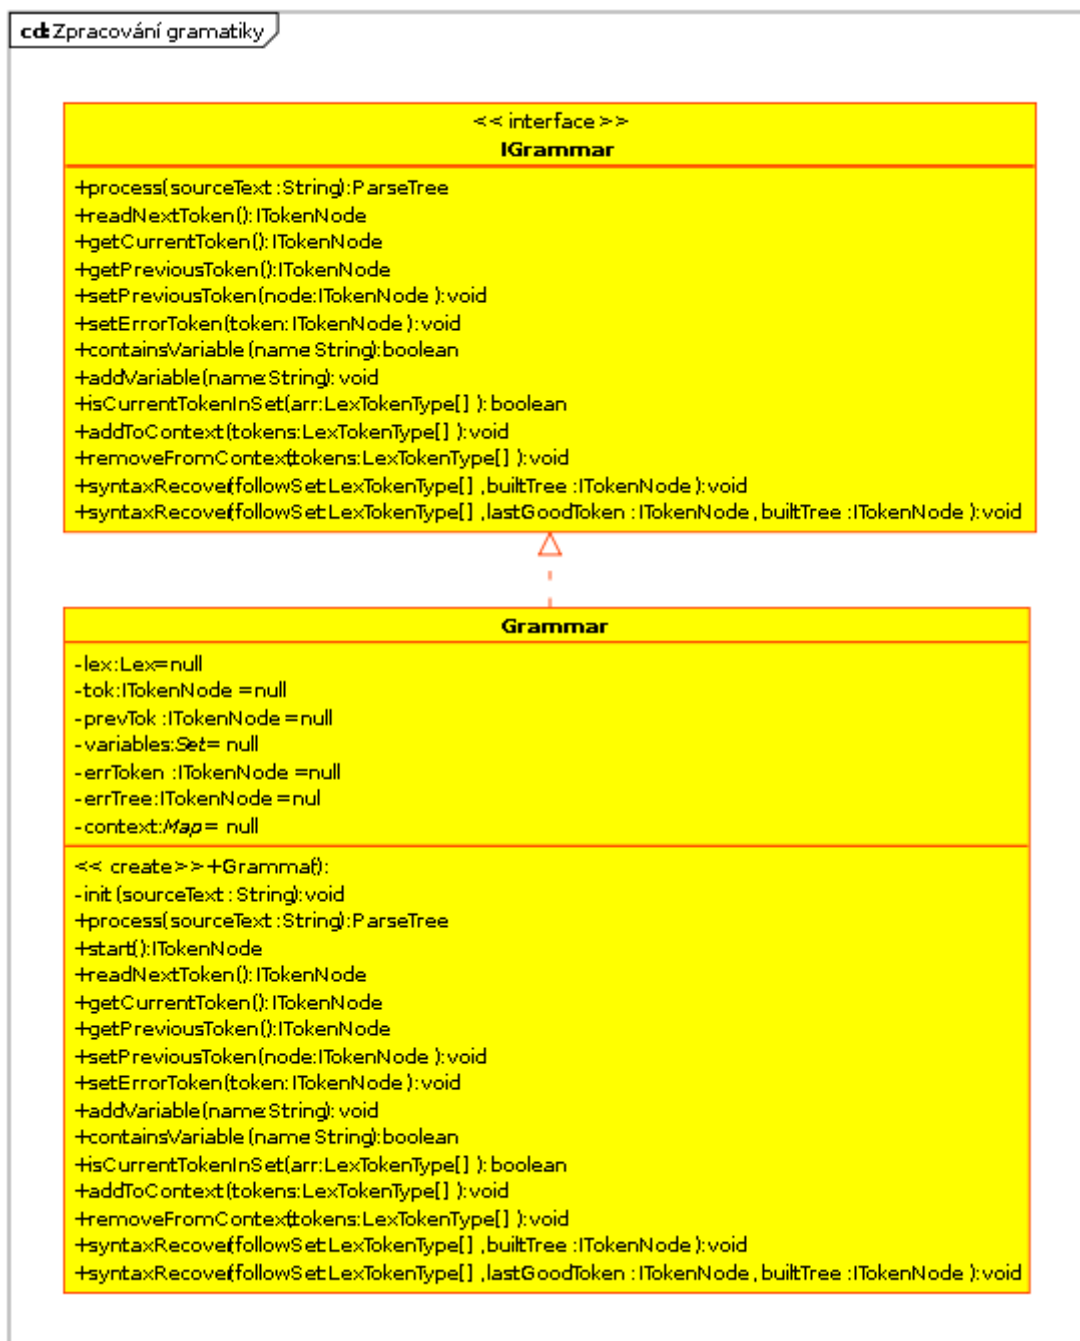 cd: Zpracování gramatiky
<< interface >>
IGrammar
+process(sourceText :String):ParseTree
+readNextToken():ITokenNode
+getCurrentToken():ITokenNode
+getPreviousToken():ITokenNode
+setPreviousToken(node:ITokenNode ):void
+setErrorToken(token:ITokenNode ):void
+containsVariable (name:String):boolean
+addVariable(name:String): void
+isCurrentTokenInSet(arr:LexTokenType[] ): boolean
+addToContext(tokens:LexTokenType[] ):void
+removeFromContext(tokens:LexTokenType[] ):void
+syntaxRecover(followSet:LexTokenType[] ,builtTree :ITokenNode ):void
+syntaxRecover(followSet:LexTokenType[] ,lastGoodToken :ITokenNode , builtTree :ITokenNode ):void
Grammar
-lex:Lex=null
-tok:ITokenNode =null
-prevTok :ITokenNode =null
-variables:Set= null
-errToken :ITokenNode =null
-errTree:ITokenNode =nul
-context:Map= null
<< create>>+Grammar():
-init (sourceText : String):void
+process(sourceText :String):ParseTree
+start():ITokenNode
+readNextToken():ITokenNode
+getCurrentToken():ITokenNode
+getPreviousToken():ITokenNode
+setPreviousToken(node:ITokenNode ):void
+setErrorToken(token:ITokenNode ):void
+addVariable(name:String): void
+containsVariable (name:String):boolean
+isCurrentTokenInSet(arr:LexTokenType[] ): boolean
+addToContext(tokens:LexTokenType[] ):void
+removeFromContext(tokens:LexTokenType[] ):void
+syntaxRecover(followSet:LexTokenType[] ,builtTree :ITokenNode ):void
+syntaxRecover(followSet:LexTokenType[] ,lastGoodToken :ITokenNode , builtTree :ITokenNode ):void